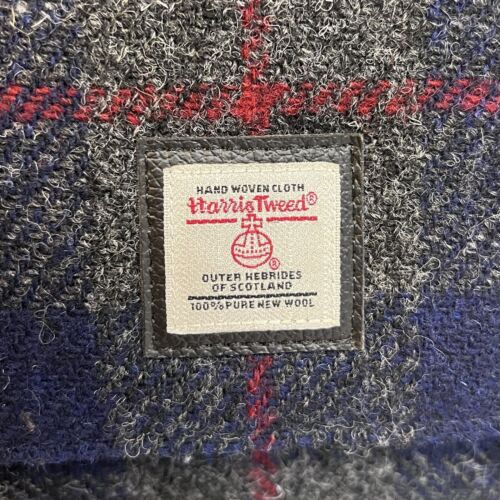 HAND WOVEN CLOTH
Harris Tweed®
®
OUTER HEBRIDES
OF SCOTLAND
100% PURE NEW WOOL